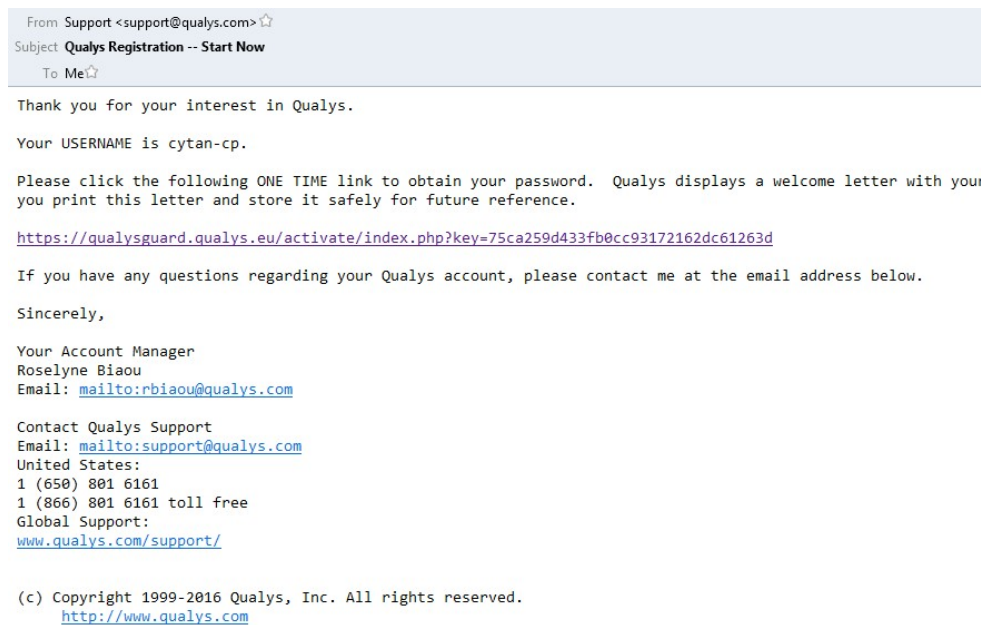 From Support <support@qualys.com>
Subject Qualys Registration -- Start Now
To Me
Thank you for your interest in Qualys.
Your USERNAME is cytan-cp.
Please click the following ONE TIME link to obtain your password.  Qualys displays a welcome letter with your
you print this letter and store it safely for future reference.
https://qualysguard.qualys.eu/activate/index.php?key=75ca259d433fb0cc93172162dc61263d
If you have any questions regarding your Qualys account, please contact me at the email address below.
Sincerely,
Your Account Manager
Roselyne Biaou
Email: mailto:rbiaou@qualys.com
Contact Qualys Support
Email: mailto:support@qualys.com
United States:
1 (650) 801 6161
1 (866) 801 6161 toll free
Global Support:
www.qualys.com/support/
(c) Copyright 1999-2016 Qualys, Inc. All rights reserved.
http://www.qualys.com